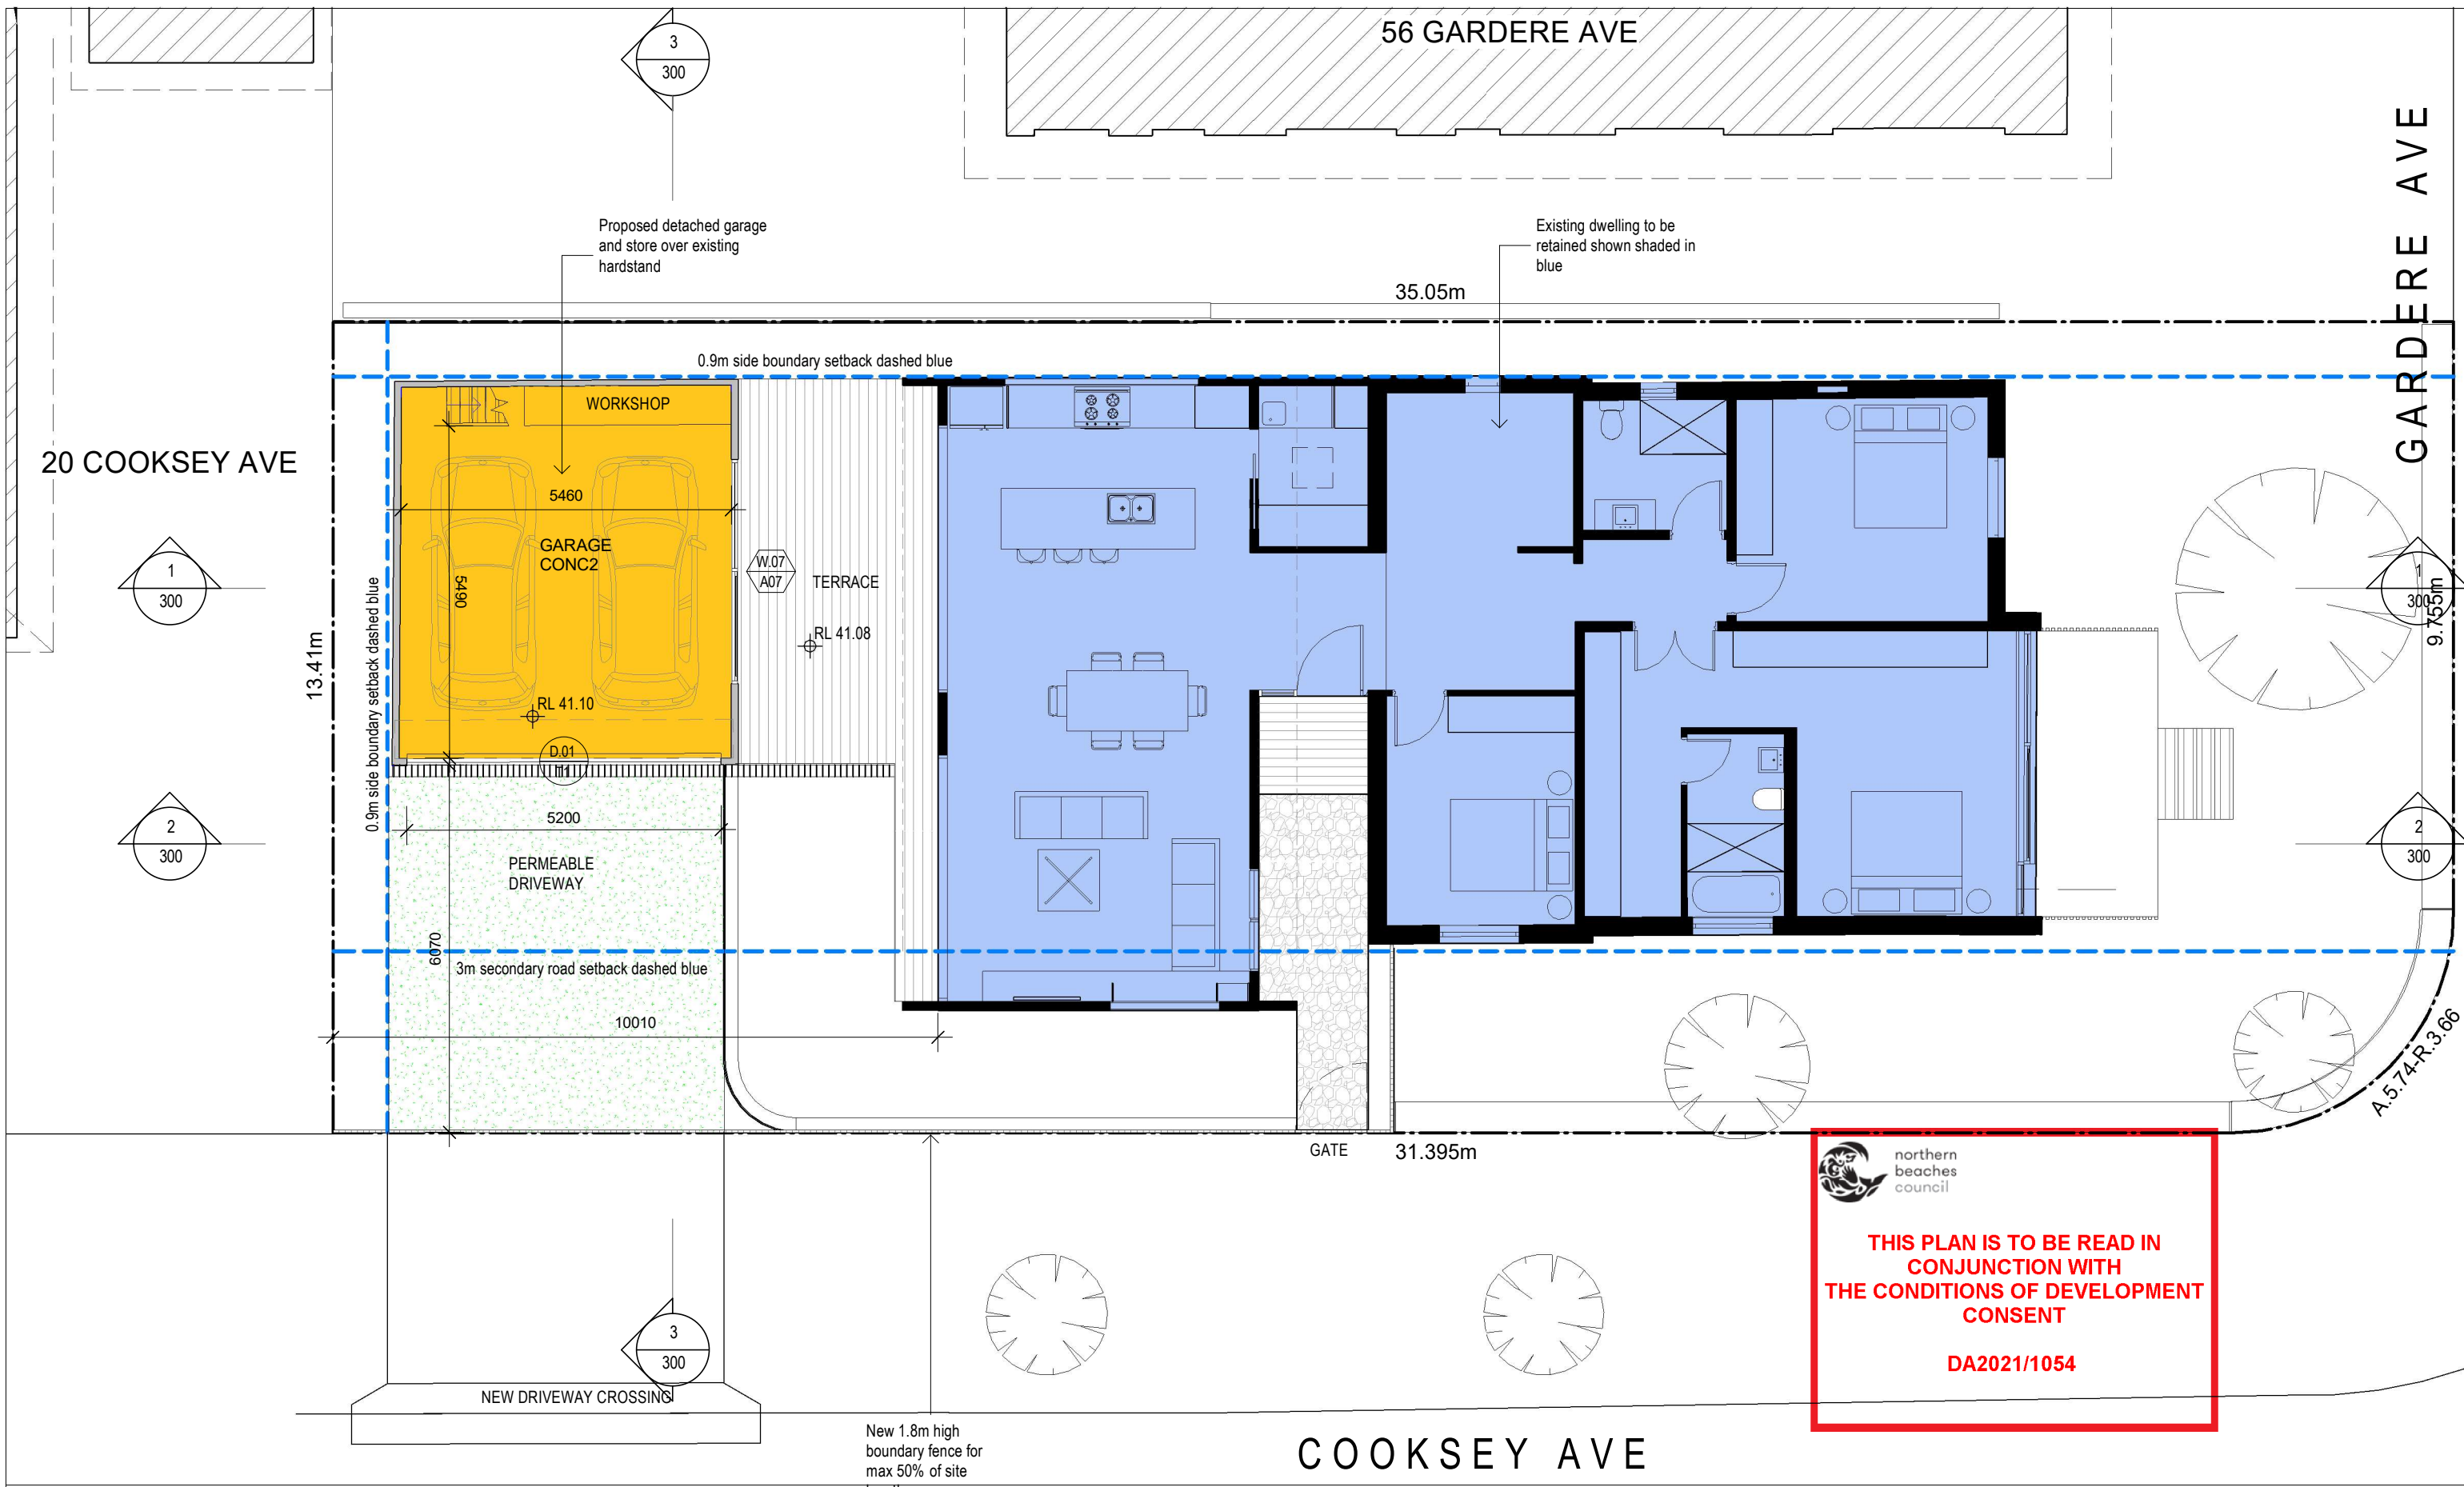 56 GARDERE AVE
3
300
GARDERE AVE
Proposed detached garage
and store over existing
hardstand
Existing dwelling to be
retained shown shaded in
blue
35.05m
0.9m side boundary setback dashed blue
WORKSHOP
20 COOKSEY AVE
5460
GARAGE
CONC2
5490
W.07
A07
TERRACE
RL 41.08
1
300
1
300
9.755m
13.41m
0.9m side boundary setback dashed blue
RL 41.10
D.01
T1
5200
2
300
2
300
PERMEABLE
DRIVEWAY
6070
3m secondary road setback dashed blue
10010
A.5.74-R.3.66
GATE
31.395m
northern
beaches
council
THIS PLAN IS TO BE READ IN
CONJUNCTION WITH
THE CONDITIONS OF DEVELOPMENT
CONSENT
DA2021/1054
3
300
NEW DRIVEWAY CROSSING
New 1.8m high
boundary fence for
max 50% of site
COOKSEY AVE